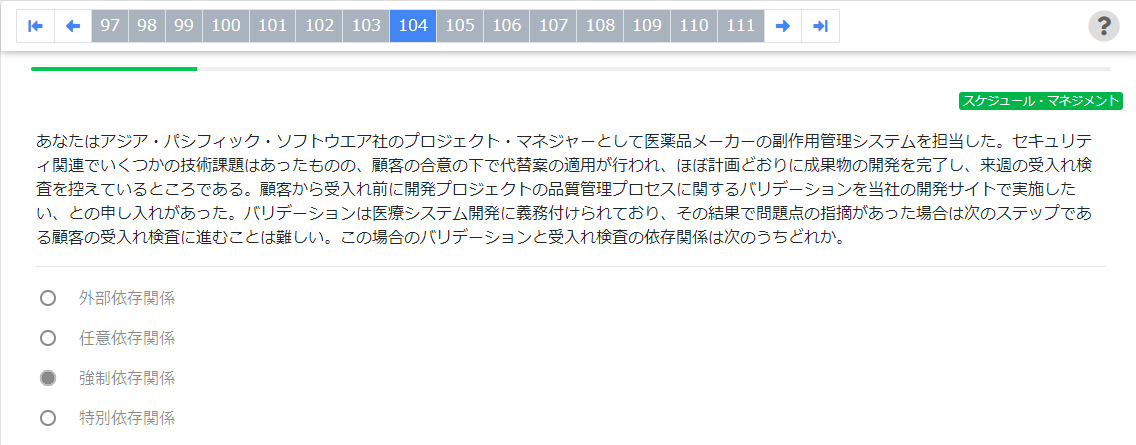 97 98 99 100 101 102 103 104 105 106 107 108 109 110 111 ?
スケジュール・マネジメント
あなたはアジア・パシフィック・ソフトウエア社のプロジェクト・マネジャーとして医薬品メーカーの副作用管理システムを担当した。セキュリテ
ィ関連でいくつかの技術課題はあったものの、顧客の合意の下で代替案の適用が行われ、ほぼ計画どおりに成果物の開発を完了し、来週の受入れ検
査を控えているところである。顧客から受入れ前に開発プロジェクトの品質管理プロセスに関するバリデーションを当社の開発サイトで実施した
い、との申し入れがあった。バリデーションは医療システム開発に義務付けられており、その結果で問題点の指摘があった場合は次のステップであ
る顧客の受入れ検査に進むことは難しい。この場合のバリデーションと受入れ検査の依存関係は次のうちどれか。
外部依存関係
任意依存関係
強制依存関係
特別依存関係